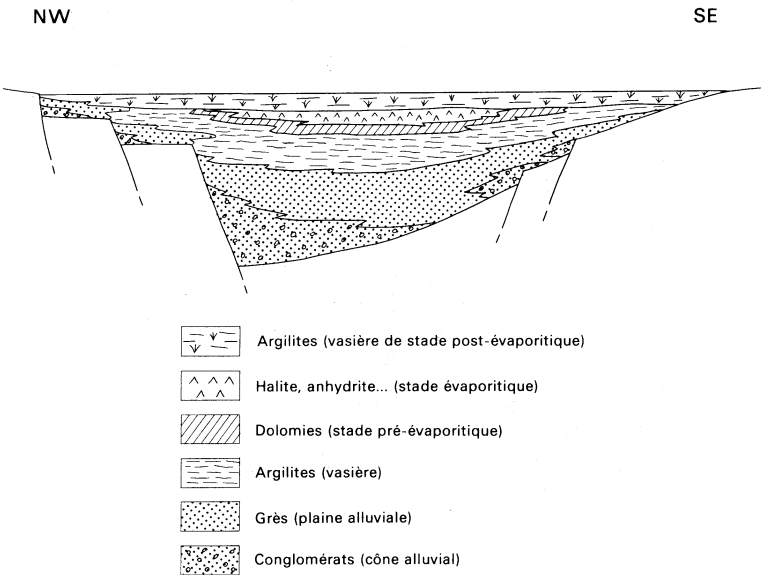 NW
SE
Argilites (vasière de stade post-évaporitique)
Halite, anhydrite... (stade évaporitique)
Dolomies (stade pré-évaporitique)
Argilites (vasière)
Grès (plaine alluviale)
Conglomérats (cône alluvial)